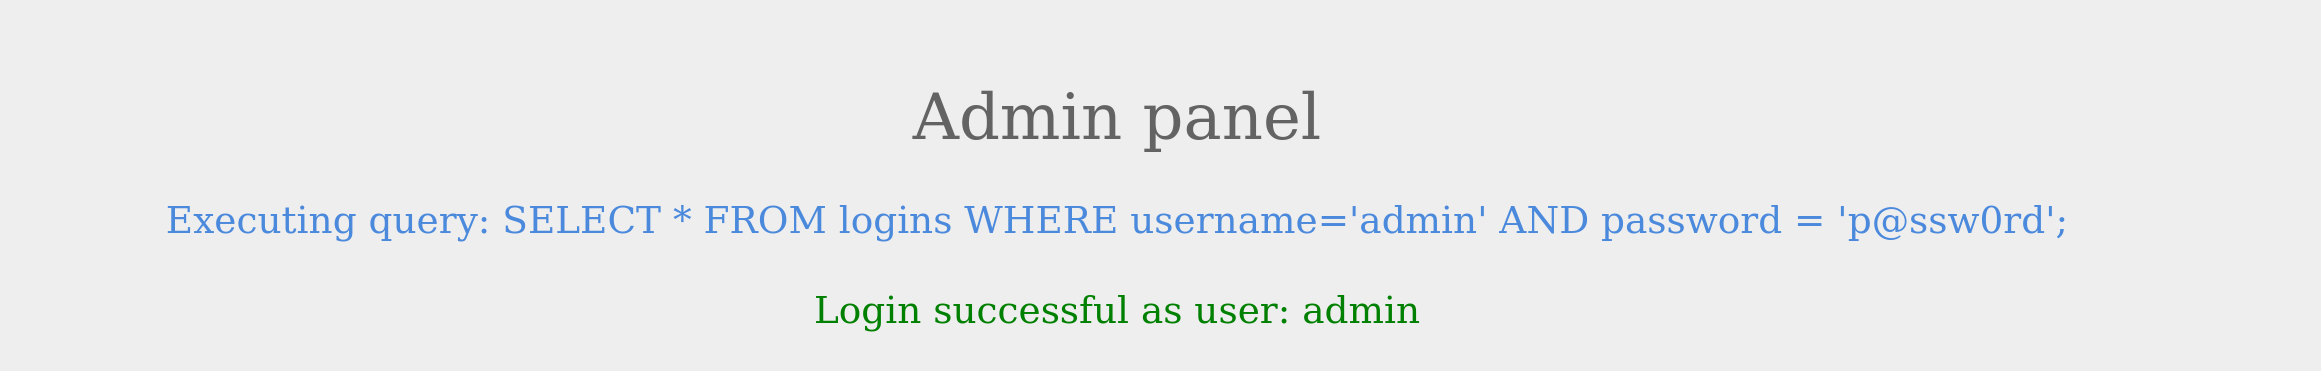 Admin panel
Executing query: SELECT * FROM logins WHERE username='admin' AND password = 'p@ssw0rd';
Login successful as user: admin